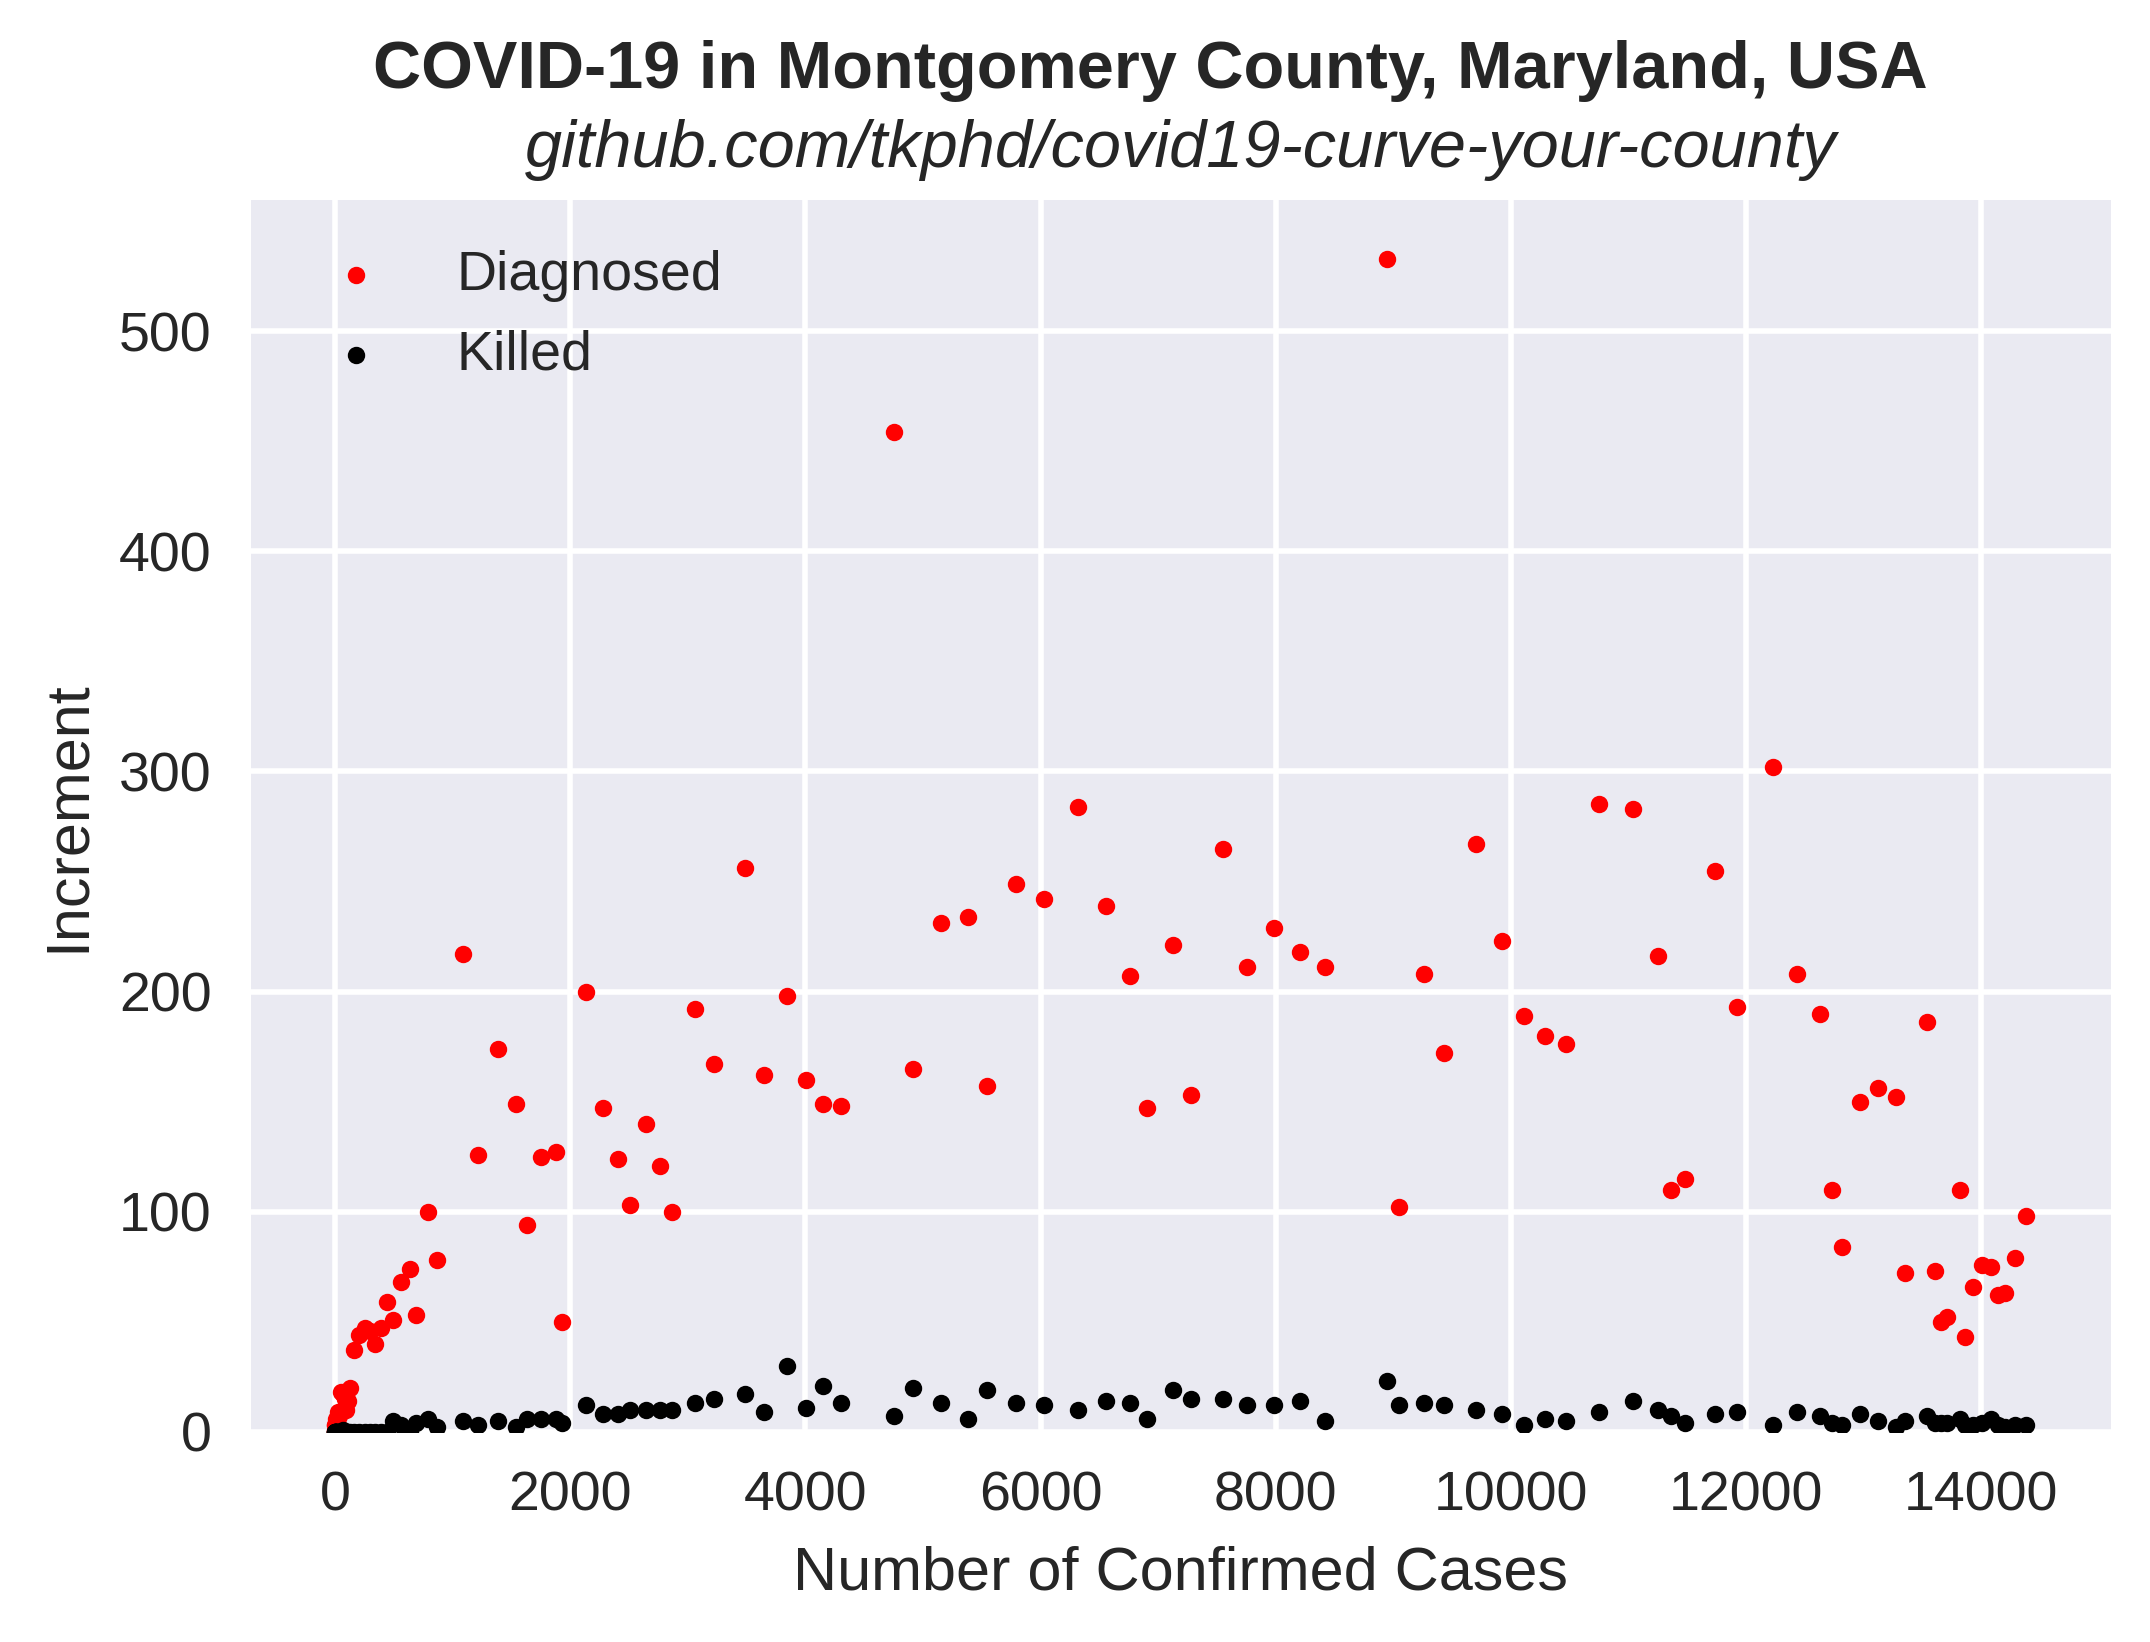 COVID-19 in Montgomery County, Maryland, USA
github.com/tkphd/covid19-curve-your-county
Diagnosed
Killed
500
400
300
200
100
0
Increment
0 2000 4000 6000 8000 10000 12000 14000
Number of Confirmed Cases